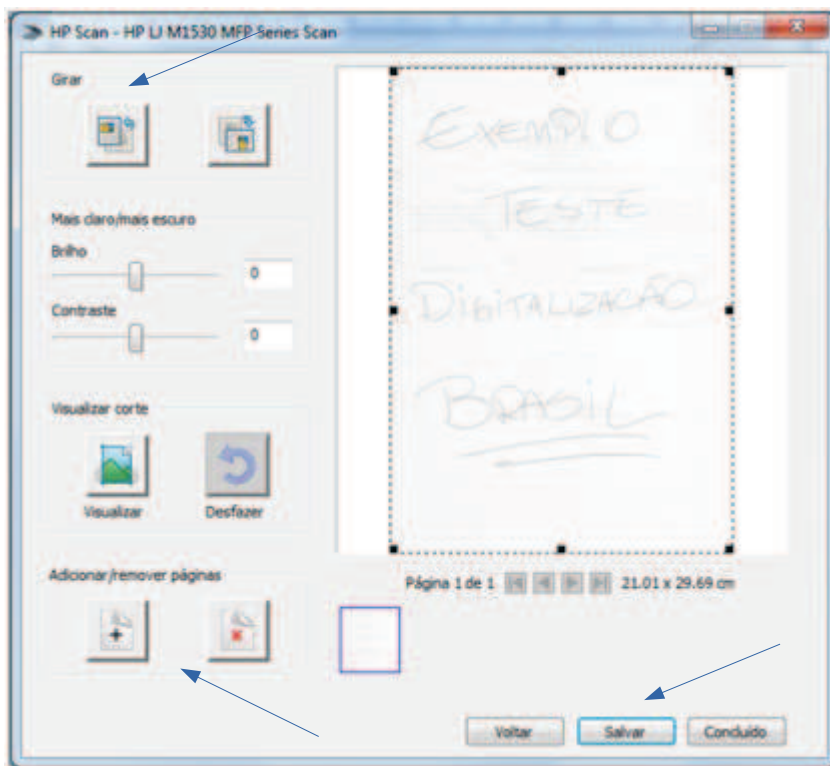 HP Scan - HP LJ M1530 MFP Series Scan
Girar
Mais claro/mais escuro
Brilho
0
Contraste
0
Visualizar corte
Visualizar
Desfazer
Adicionar/remover páginas
EXEMPLO
TESTE
DIGITALIZAÇÃO
BRASIL
Página 1 de 1
21.01 x 29.69 cm
Voltar
Salvar
Concluído